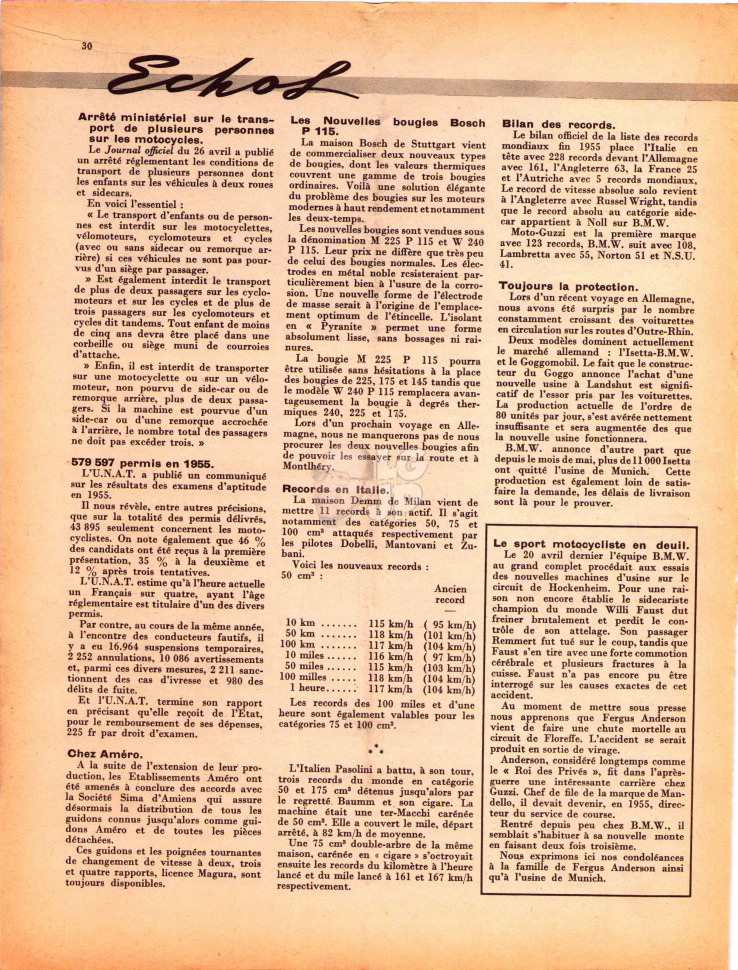 30
Echos
Arrêté ministériel sur le trans-
port de plusieurs personnes
sur les motocycles.
Le Journal officiel du 26 avril a publié
un arrêté réglementant les conditions de
transport de plusieurs personnes dont
les enfants sur les véhicules à deux roues
et sidecars.
En voici l'essentiel :
« Le transport d'enfants ou de person-
nes est interdit sur les motocyclettes,
vélomoteurs, cyclomoteurs et cycles
(avec ou sans sidecar ou remorque ar-
rière) si ces véhicules ne sont pas pour-
vus d'un siège par passager.
» Est également interdit le transport
de plus de deux passagers sur les cyclo-
moteurs et sur les cycles et de plus de
trois passagers sur les cyclomoteurs et
cycles dit tandems. Tout enfant de moins
de cinq ans devra être placé dans une
corbeille ou siège muni de courroies
d'attache.
» Enfin, il est interdit de transporter
sur une motocyclette ou sur un vélo-
moteur, non pourvu de side-car ou de
remorque arrière, plus de deux passa-
gers. Si la machine est pourvue d'un
side-car ou d'une remorque accrochée
à l'arrière, le nombre total des passagers
ne doit pas excéder trois. »
579 597 permis en 1955.
L'U.N.A.T. a publié un communiqué
sur les résultats des examens d'aptitude
en 1955.
Il nous révèle, entre autres précisions,
que sur la totalité des permis délivrés,
43 895 seulement concernent les moto-
cyclistes. On note également que 46 %
des candidats ont été reçus à la première
présentation, 35 % à la deuxième et
12 % après trois tentatives.
L'U.N.A.T. estime qu'à l'heure actuelle
un Français sur quatre, ayant l'âge
réglementaire est titulaire d'un des divers
permis.
Par contre, au cours de la même année,
à l'encontre des conducteurs fautifs, il
y a eu 16.964 suspensions temporaires,
2 252 annulations, 10 086 avertissements
et, parmi ces divers mesures, 2 211 sanc-
tionnent des cas d'ivresse et 980 des
délits de fuite.
Et l'U.N.A.T. termine son rapport
en précisant qu'elle reçoit de l'Etat,
pour le remboursement de ses dépenses,
225 fr par droit d'examen.
Chez Améro.
A la suite de l'extension de leur pro-
duction, les Etablissements Améro ont
été amenés à conclure des accords avec
la Société Sima d'Amiens qui assure
désormais la distribution de tous les
guidons connus jusqu'alors comme gui-
dons Améro et de toutes les pièces
détachées.
Ces guidons et les poignées tournantes
de changement de vitesse à deux, trois
et quatre rapports, licence Magura, sont
toujours disponibles.
Les Nouvelles bougies Bosch
P 115.
La maison Bosch de Stuttgart vient
de commercialiser deux nouveaux types
de bougies, dont les valeurs thermiques
couvrent une gamme de trois bougies
ordinaires. Voilà une solution élégante
du problème des bougies sur les moteurs
modernes à haut rendement et notamment
les deux-temps.
Les nouvelles bougies sont vendues sous
la dénomination M 225 P 115 et W 240
P 115. Leur prix ne diffère que très peu
de celui des bougies normales. Les élec-
trodes en métal noble résisteraient par-
ticulièrement bien à l'usure de la corro-
sion. Une nouvelle forme de l'électrode
de masse serait à l'origine de l'emplace-
ment optimum de l'étincelle. L'isolant
en « Pyranite » permet une forme
absolument lisse, sans bossages ni rai-
nures.
La bougie M 225 P 115 pourra
être utilisée sans hésitations à la place
des bougies de 225, 175 et 145 tandis que
le modèle W 240 P 115 remplacera avan-
tageusement la bougie à degrés ther-
miques 240, 225 et 175.
Lors d'un prochain voyage en Alle-
magne, nous ne manquerons pas de nous
procurer les deux nouvelles bougies afin
de pouvoir les essayer sur la route et à
Montlhéry.
Records en Italie.
La maison Demm de Milan vient de
mettre 11 records à son actif. Il s'agit
notamment des catégories 50, 75 et
100 cm³ attaqués respectivement par
les pilotes Dobelli, Mantovani et Zu-
bani.
Voici les nouveaux records :
50 cm³ :
Ancien
record
—
10 km ....... 115 km/h ( 95 km/h)
50 km ....... 118 km/h (101 km/h)
100 km ....... 117 km/h (104 km/h)
10 miles ...... 116 km/h ( 97 km/h)
50 miles ...... 115 km/h (103 km/h)
100 milles ..... 118 km/h (104 km/h)
1 heure...... 117 km/h (104 km/h)
Les records des 100 miles et d'une
heure sont également valables pour les
catégories 75 et 100 cm³.
***
L'Italien Pasolini a battu, à son tour,
trois records du monde en catégorie
50 et 175 cm³ détenus jusqu'alors par
le regretté Baumm et son cigare. La
machine était une ter-Macchi carénée
de 50 cm³. Elle a couvert le mile, départ
arrêté, à 82 km/h de moyenne.
Une 75 cm³ double-arbre de la même
maison, carénée en « cigare » s'octroyait
ensuite les records du kilomètre à l'heure
lancé et du mile lancé à 161 et 167 km/h
respectivement.
Bilan des records.
Le bilan officiel de la liste des records
mondiaux fin 1955 place l'Italie en
tête avec 228 records devant l'Allemagne
avec 161, l'Angleterre 63, la France 25
et l'Autriche avec 5 records mondiaux.
Le record de vitesse absolue solo revient
à l'Angleterre avec Russel Wright, tandis
que le record absolu au catégorie side-
car appartient à Noll sur B.M.W.
Moto-Guzzi est la première marque
avec 123 records, B.M.W. suit avec 108,
Lambretta avec 55, Norton 51 et N.S.U.
41.
Toujours la protection.
Lors d'un récent voyage en Allemagne,
nous avons été surpris par le nombre
constamment croissant des voiturettes
en circulation sur les routes d'Outre-Rhin.
Deux modèles dominent actuellement
le marché allemand : l'Isetta-B.M.W.
et le Goggomobil. Le fait que le construc-
teur du Goggo annonce l'achat d'une
nouvelle usine à Landshut est signifi-
catif de l'essor pris par les voiturettes.
La production actuelle de l'ordre de
80 unités par jour, s'est avérée nettement
insuffisante et sera augmentée des que
la nouvelle usine fonctionnera.
B.M.W. annonce d'autre part que
depuis le mois de mai, plus de 11 000 Isetta
ont quitté l'usine de Munich. Cette
production est également loin de satis-
faire la demande, les délais de livraison
sont là pour le prouver.
Le sport motocycliste en deuil.
Le 20 avril dernier l'équipe B.M.W.
au grand complet procédait aux essais
des nouvelles machines d'usine sur le
circuit de Hockenheim. Pour une rai-
son non encore établie le sidecariste
champion du monde Willi Faust dut
freiner brutalement et perdit le con-
trôle de son attelage. Son passager
Remmert fut tué sur le coup, tandis que
Faust s'en tire avec une forte commotion
cérébrale et plusieurs fractures à la
cuisse. Faust n'a pas encore pu être
interrogé sur les causes exactes de cet
accident.
Au moment de mettre sous presse
nous apprenons que Fergus Anderson
vient de faire une chute mortelle au
circuit de Floreffe. L'accident se serait
produit en sortie de virage.
Anderson, considéré longtemps comme
le « Roi des Privés », fit dans l'après-
guerre une intéressante carrière chez
Guzzi. Chef de file de la marque de Man-
dello, il devait devenir, en 1955, direc-
teur du service de course.
Rentré depuis peu chez B.M.W., il
semblait s'habituer à sa nouvelle monte
en faisant deux fois troisième.
Nous exprimons ici nos condoléances
à la famille de Fergus Anderson ainsi
qu'à l'usine de Munich.